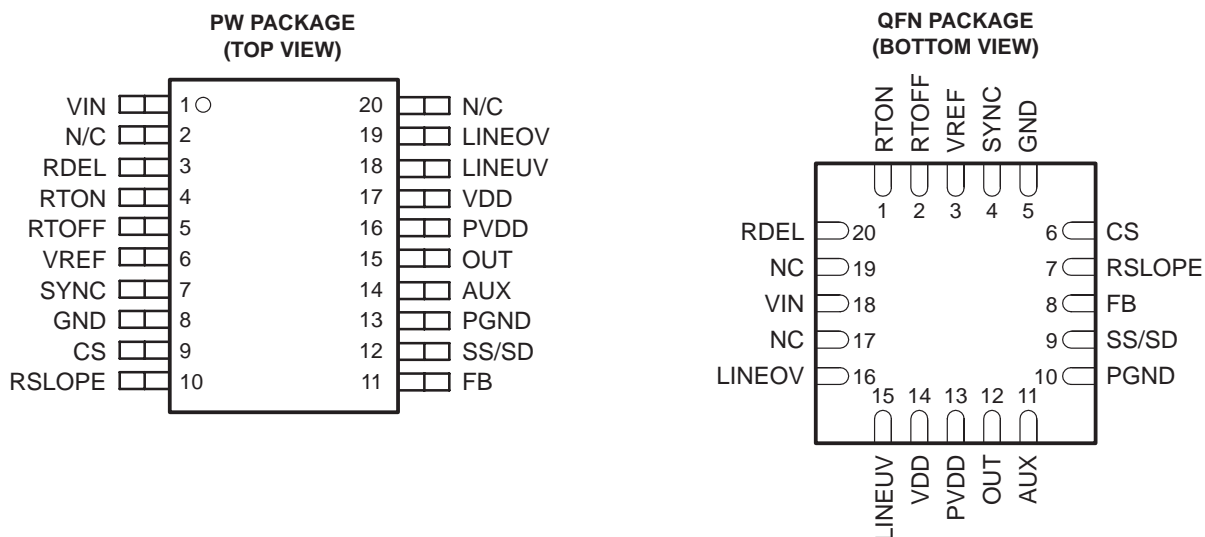 PW PACKAGE
(TOP VIEW)
VIN 1 20 N/C
N/C 2 19 LINEOV
RDEL 3 18 LINEUV
RTON 4 17 VDD
RTOFF 5 16 PVDD
VREF 6 15 OUT
SYNC 7 14 AUX
GND 8 13 PGND
CS 9 12 SS/SD
RSLOPE 10 11 FB
QFN PACKAGE
(BOTTOM VIEW)
RTON RTOFF VREF SYNC GND
1 2 3 4 5
RDEL 20 6 CS
NC 19 7 RSLOPE
VIN 18 8 FB
NC 17 9 SS/SD
LINEOV 16 10 PGND
15 14 13 12 11
LINEUV VDD PVDD OUT AUX